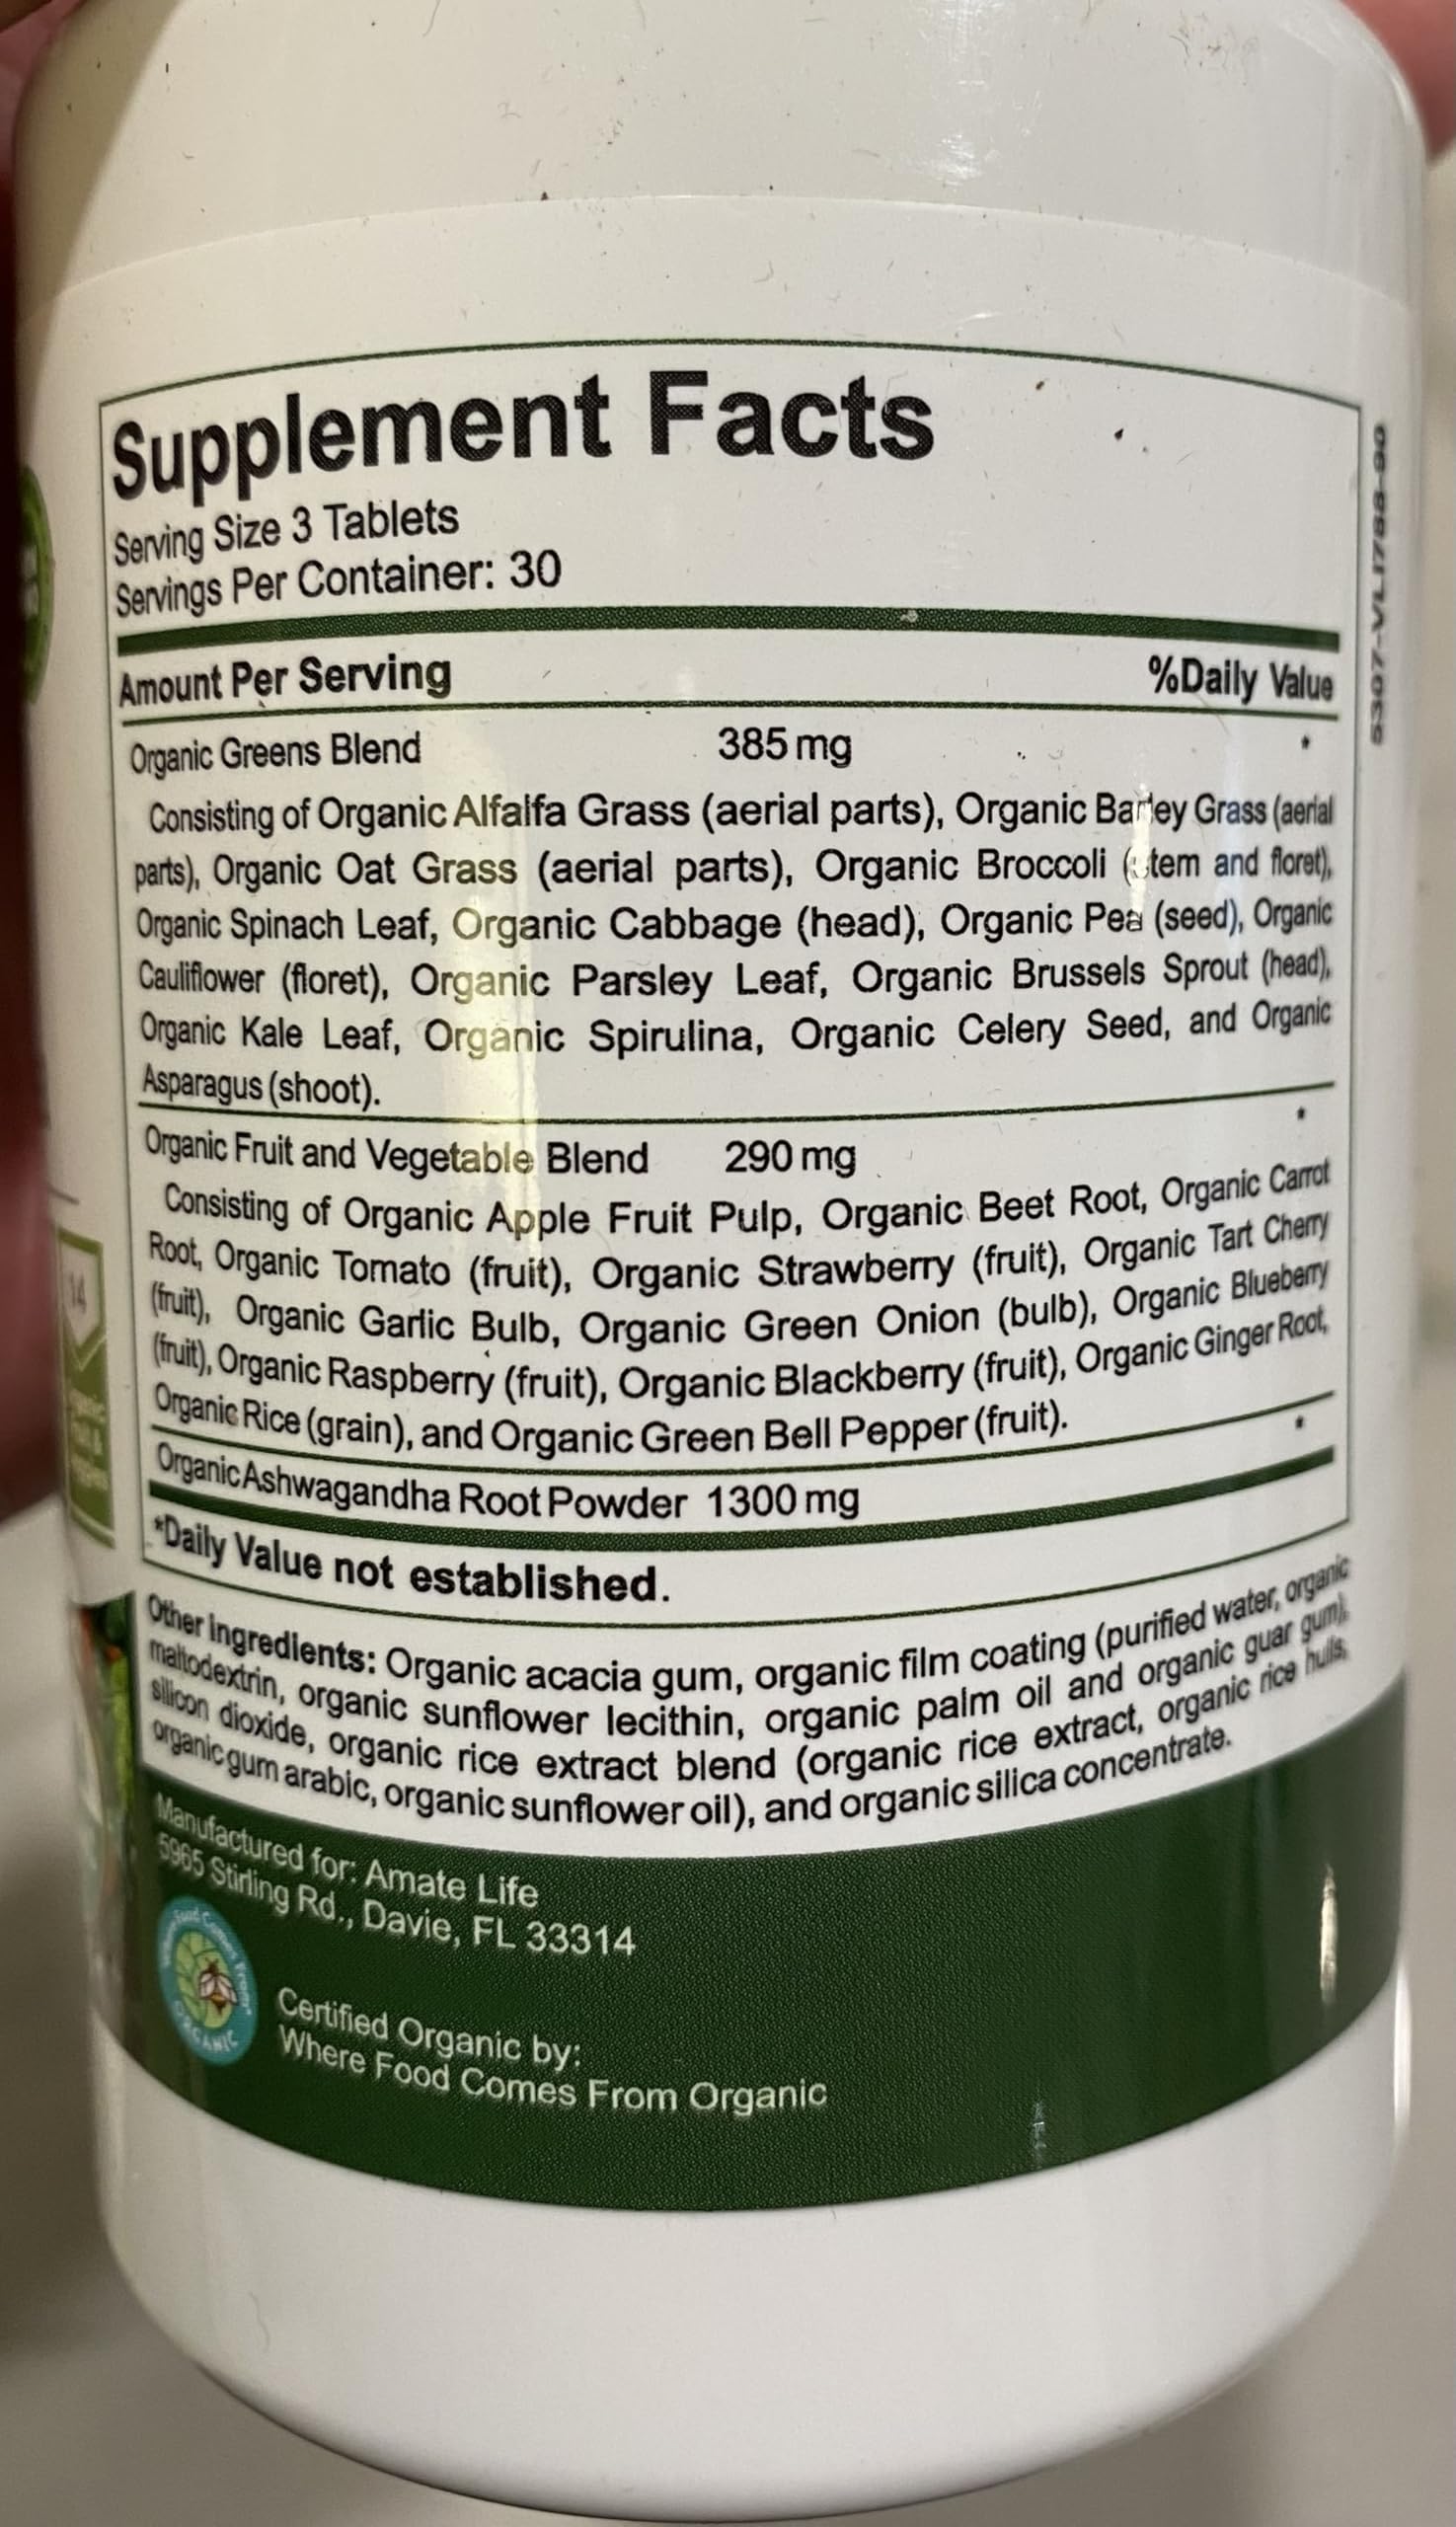 Supplement Facts
Serving Size 3 Tablets
Servings Per Container: 30
Amount Per Serving %Daily Value
Organic Greens Blend 385 mg *
Consisting of Organic Alfalfa Grass (aerial parts), Organic Barley Grass (aerial
parts), Organic Oat Grass (aerial parts), Organic Broccoli (stem and floret),
Organic Spinach Leaf, Organic Cabbage (head), Organic Pea (seed), Organic
Cauliflower (floret), Organic Parsley Leaf, Organic Brussels Sprout (head),
Organic Kale Leaf, Organic Spirulina, Organic Celery Seed, and Organic
Asparagus (shoot).
Organic Fruit and Vegetable Blend 290 mg *
Consisting of Organic Apple Fruit Pulp, Organic Beet Root, Organic Carrot
Root, Organic Tomato (fruit), Organic Strawberry (fruit), Organic Tart Cherry
(fruit), Organic Garlic Bulb, Organic Green Onion (bulb), Organic Blueberry
(fruit), Organic Raspberry (fruit), Organic Blackberry (fruit), Organic Ginger Root,
Organic Rice (grain), and Organic Green Bell Pepper (fruit).
Organic Ashwagandha Root Powder 1300 mg *
*Daily Value not established.
Other Ingredients: Organic acacia gum, organic film coating (purified water, organic
maltodextrin, organic sunflower lecithin, organic palm oil and organic guar gum),
silicon dioxide, organic rice extract blend (organic rice extract, organic rice hulls,
organic gum arabic, organic sunflower oil), and organic silica concentrate.
Manufactured for: Amate Life
5965 Stirling Rd., Davie, FL 33314
Certified Organic by:
Where Food Comes From Organic
ORGANIC
5307-VLI788-90
14